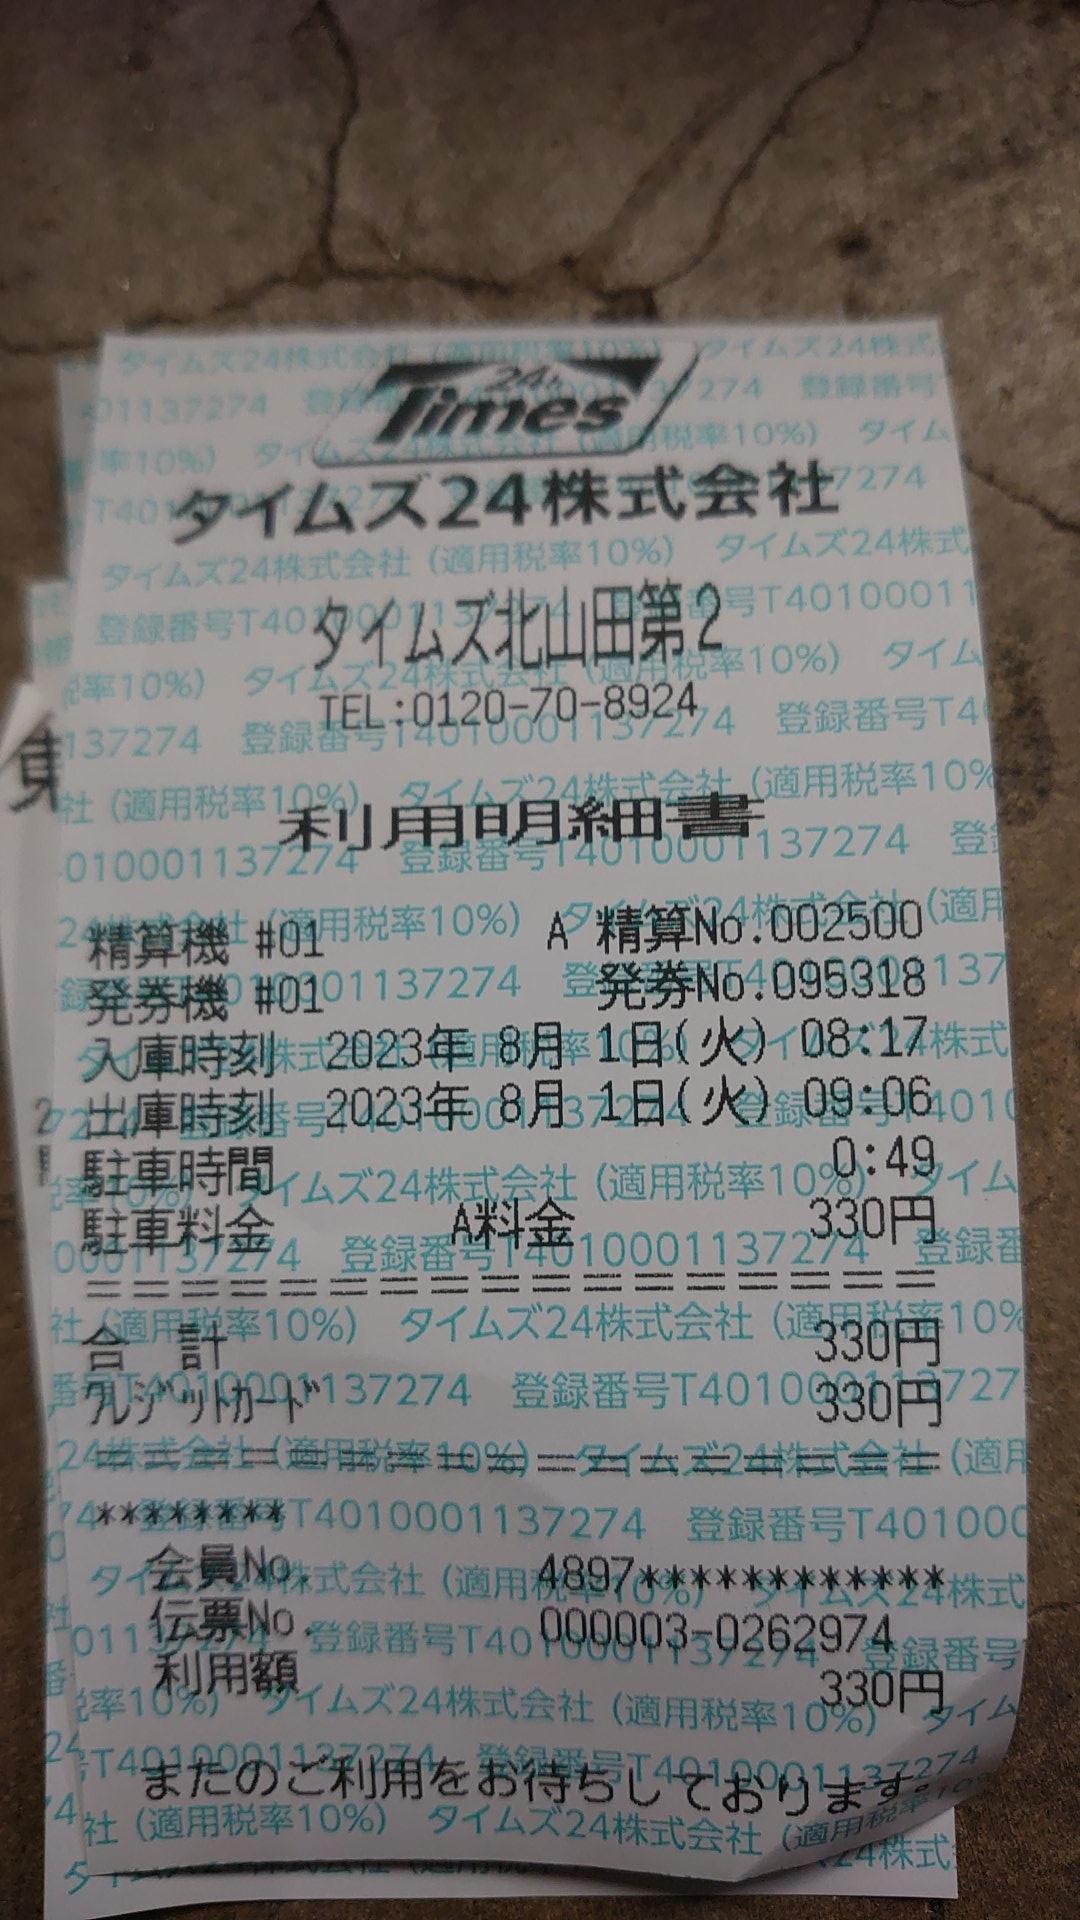 24h
Times
タイムズ24株式会社
タイムズ北山田第2
TEL:0120-70-8924
利用明細書
精算機 #01 A 精算No.002500
発券機 #01 発券No.095318
入庫時刻 2023年 8月 1日(火) 08:17
出庫時刻 2023年 8月 1日(火) 09:06
駐車時間 0:49
駐車料金 A料金 330円
==================
合 計 330円
ｸﾚｼﾞｯﾄｶｰﾄﾞ 330円
==================
********
会員No. 4897************
伝票No. 000003-0262974
利用額 330円
またのご利用をお待ちしております。
タイムズ24株式会社 (適用税率10%)
登録番号T4010001137274